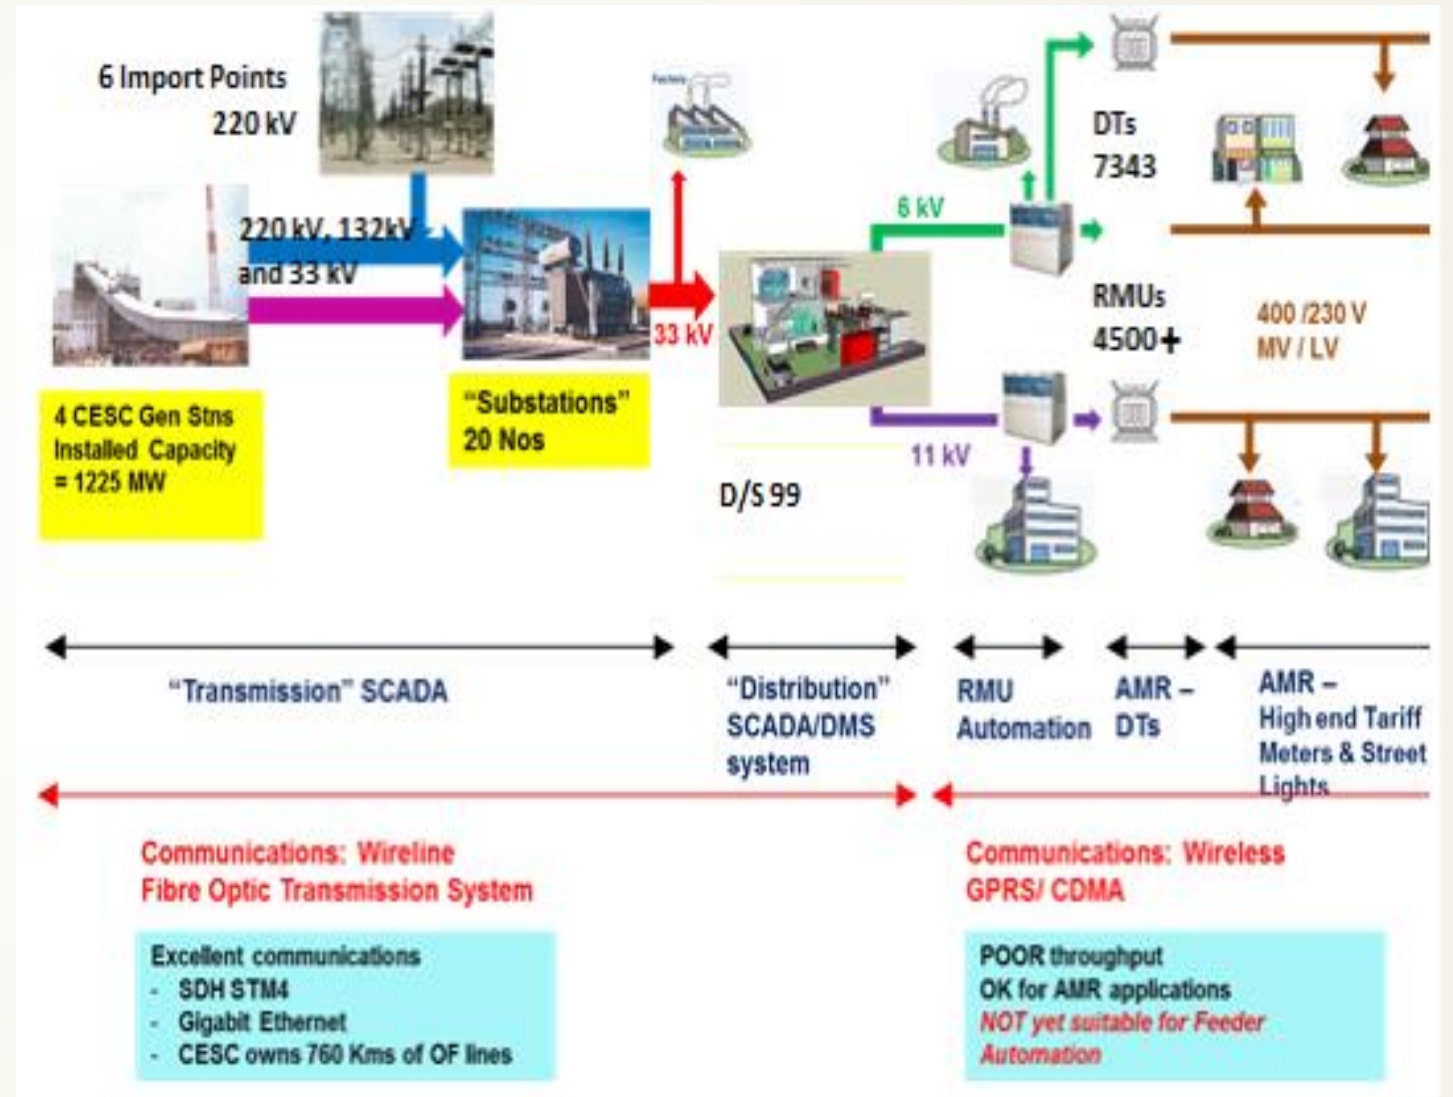 6 Import Points
220 kV
Factory
220 kV, 132kV
and 33 kV
4 CESC Gen Stns
Installed Capacity
= 1225 MW
“Substations”
20 Nos
33 kV
D/S 99
6 kV
11 kV
DTs
7343
RMUs
4500+
400 /230 V
MV / LV
“Transmission” SCADA
“Distribution”
SCADA/DMS
system
RMU
Automation
AMR –
DTs
AMR –
High end Tariff
Meters & Street
Lights
Communications: Wireline
Fibre Optic Transmission System
Excellent communications
- SDH STM4
- Gigabit Ethernet
- CESC owns 760 Kms of OF lines
Communications: Wireless
GPRS/ CDMA
POOR throughput
OK for AMR applications
NOT yet suitable for Feeder
Automation